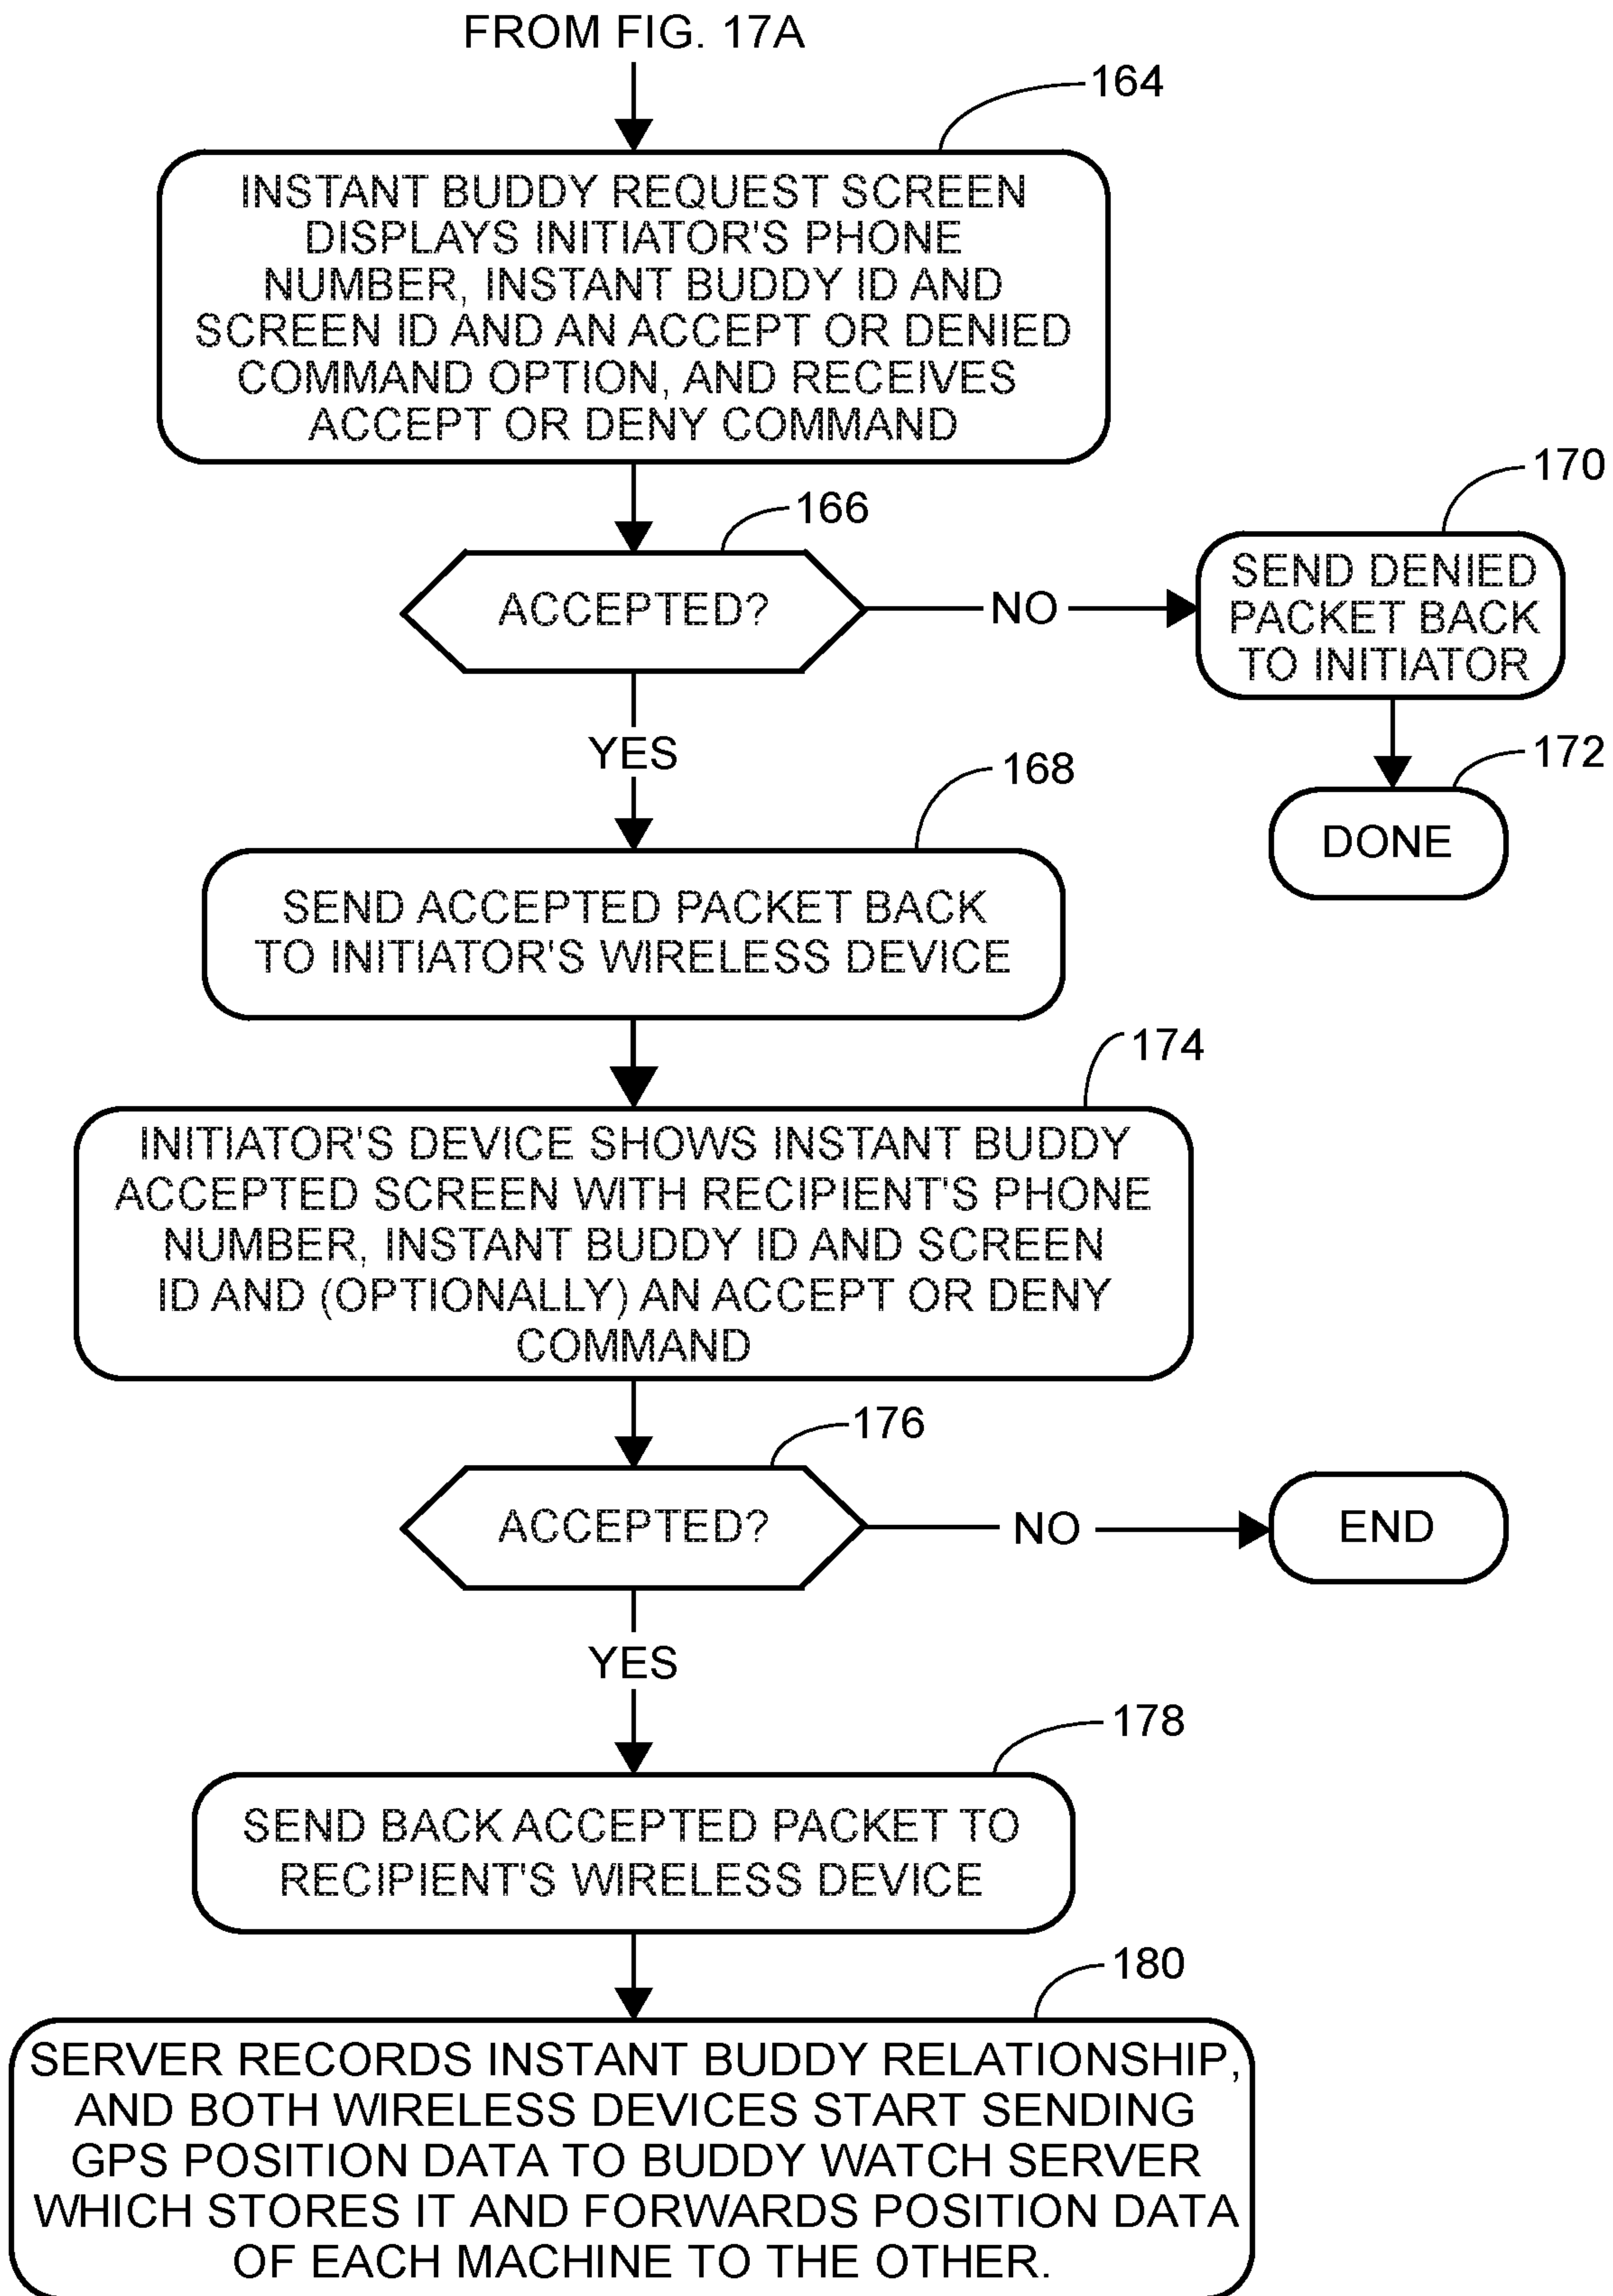 FROM FIG. 17A
164
INSTANT BUDDY REQUEST SCREEN
DISPLAYS INITIATOR'S PHONE
NUMBER, INSTANT BUDDY ID AND
SCREEN ID AND AN ACCEPT OR DENIED
COMMAND OPTION, AND RECEIVES
ACCEPT OR DENY COMMAND
166
ACCEPTED?
NO
170
SEND DENIED
PACKET BACK
TO INITIATOR
172
DONE
YES
168
SEND ACCEPTED PACKET BACK
TO INITIATOR'S WIRELESS DEVICE
174
INITIATOR'S DEVICE SHOWS INSTANT BUDDY
ACCEPTED SCREEN WITH RECIPIENT'S PHONE
NUMBER, INSTANT BUDDY ID AND SCREEN
ID AND (OPTIONALLY) AN ACCEPT OR DENY
COMMAND
176
ACCEPTED?
NO
END
YES
178
SEND BACK ACCEPTED PACKET TO
RECIPIENT'S WIRELESS DEVICE
180
SERVER RECORDS INSTANT BUDDY RELATIONSHIP,
AND BOTH WIRELESS DEVICES START SENDING
GPS POSITION DATA TO BUDDY WATCH SERVER
WHICH STORES IT AND FORWARDS POSITION DATA
OF EACH MACHINE TO THE OTHER.